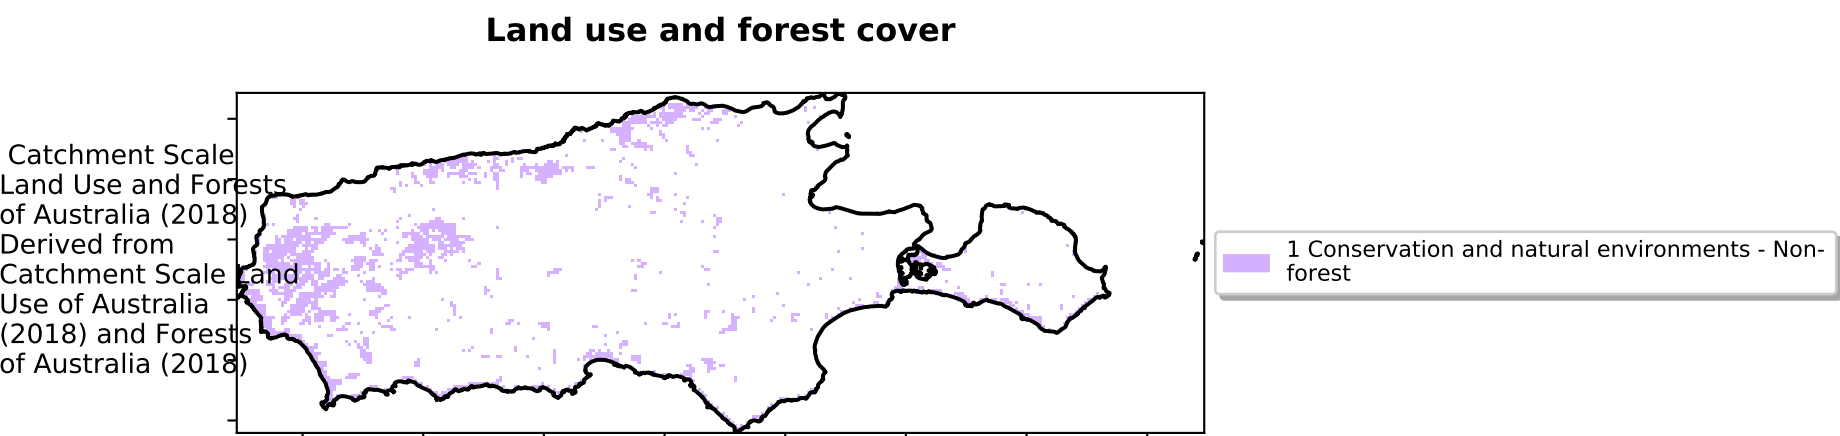 Land use and forest cover
Catchment Scale
Land Use and Forests
of Australia (2018)
Derived from
Catchment Scale Land
Use of Australia
(2018) and Forests
of Australia (2018)
1 Conservation and natural environments - Non-
forest